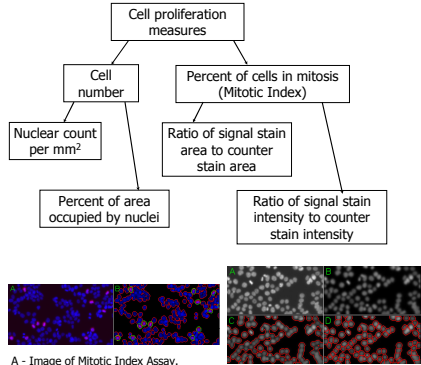 Cell proliferation
measures
Cell
number
Percent of cells in mitosis
(Mitotic Index)
Nuclear count
per mm²
Ratio of signal stain
area to counter
stain area
Percent of area
occupied by nuclei
Ratio of signal stain
intensity to counter
stain intensity
A
B
A
B
C
D
A - Image of Mitotic Index Assay.